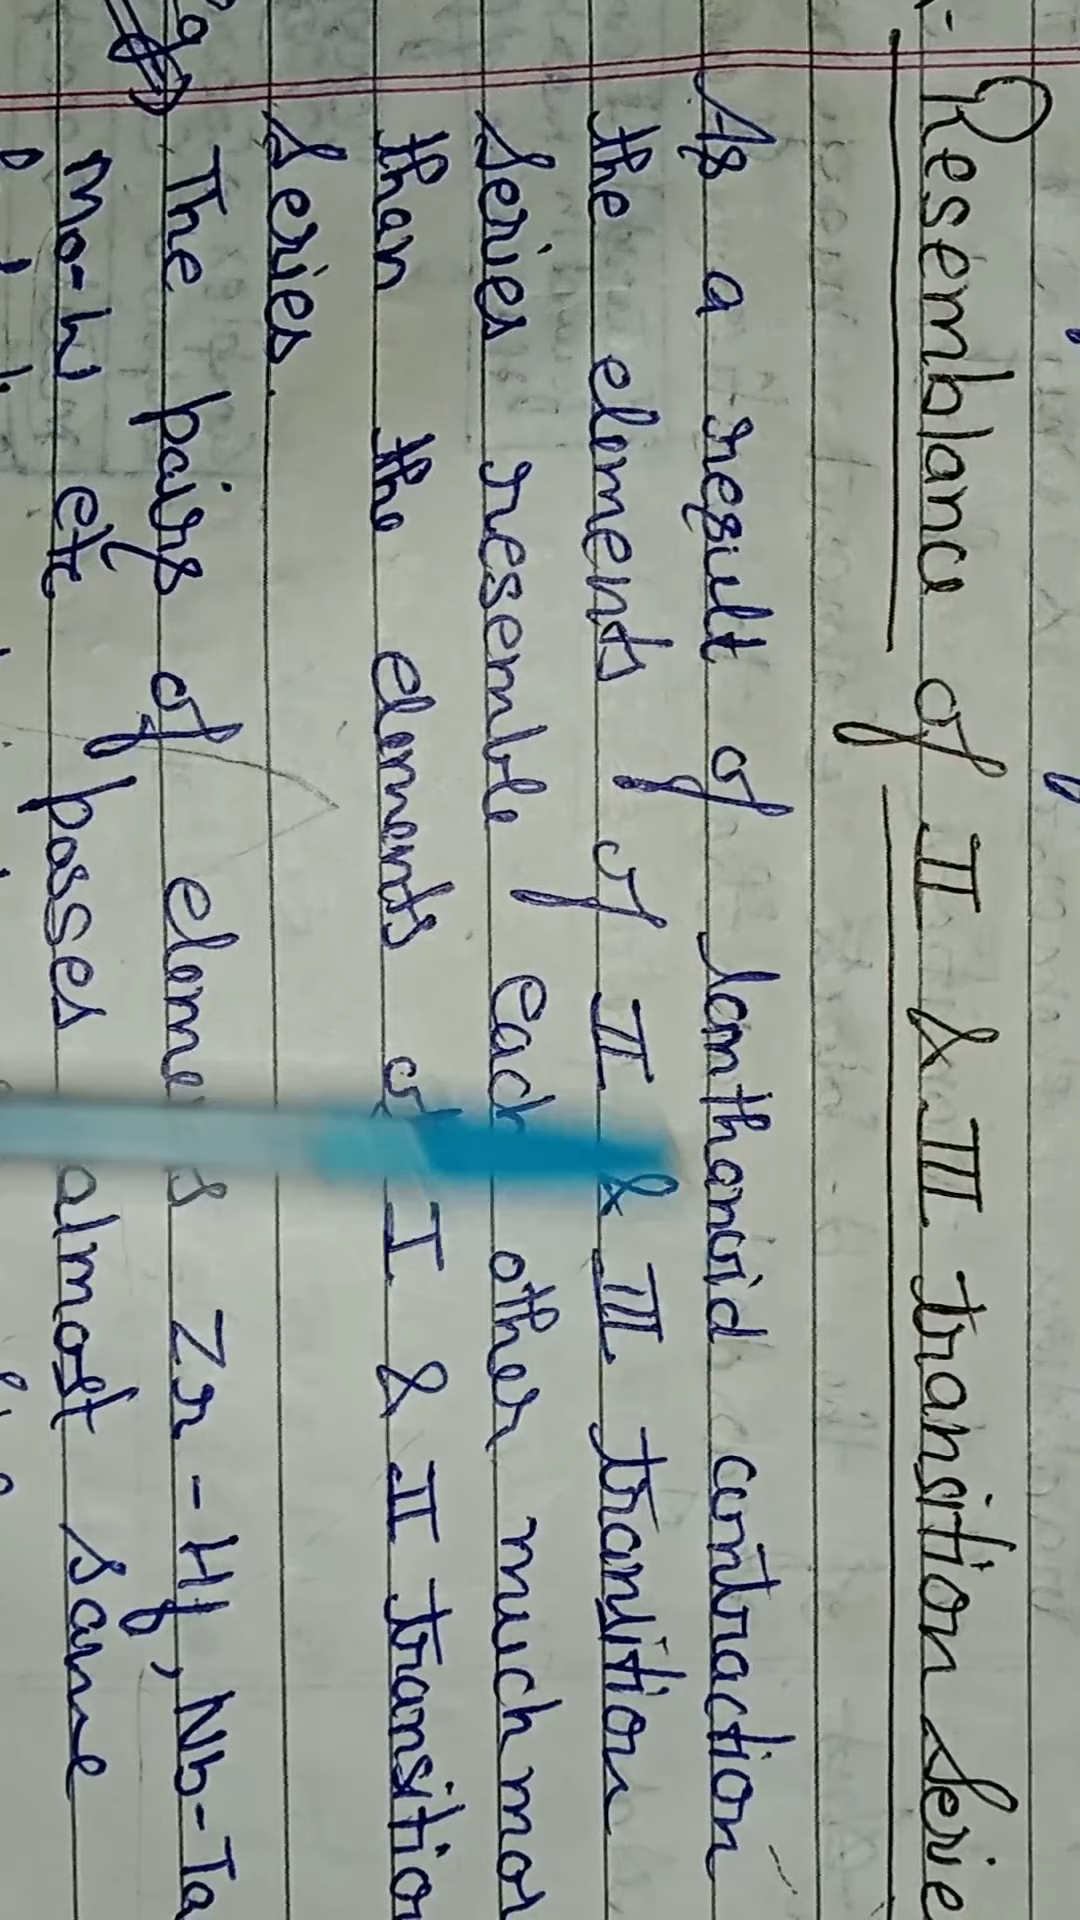 Resemblance of II & III transition Serie
As a result of lanthanoid contraction
the elements of II & III transition
Series resemble each other much mor
than the elements of I & II transition
Series.
eg The pairs of elements Zr - Hf, Nb-Ta
Mo-W etc posses almost same